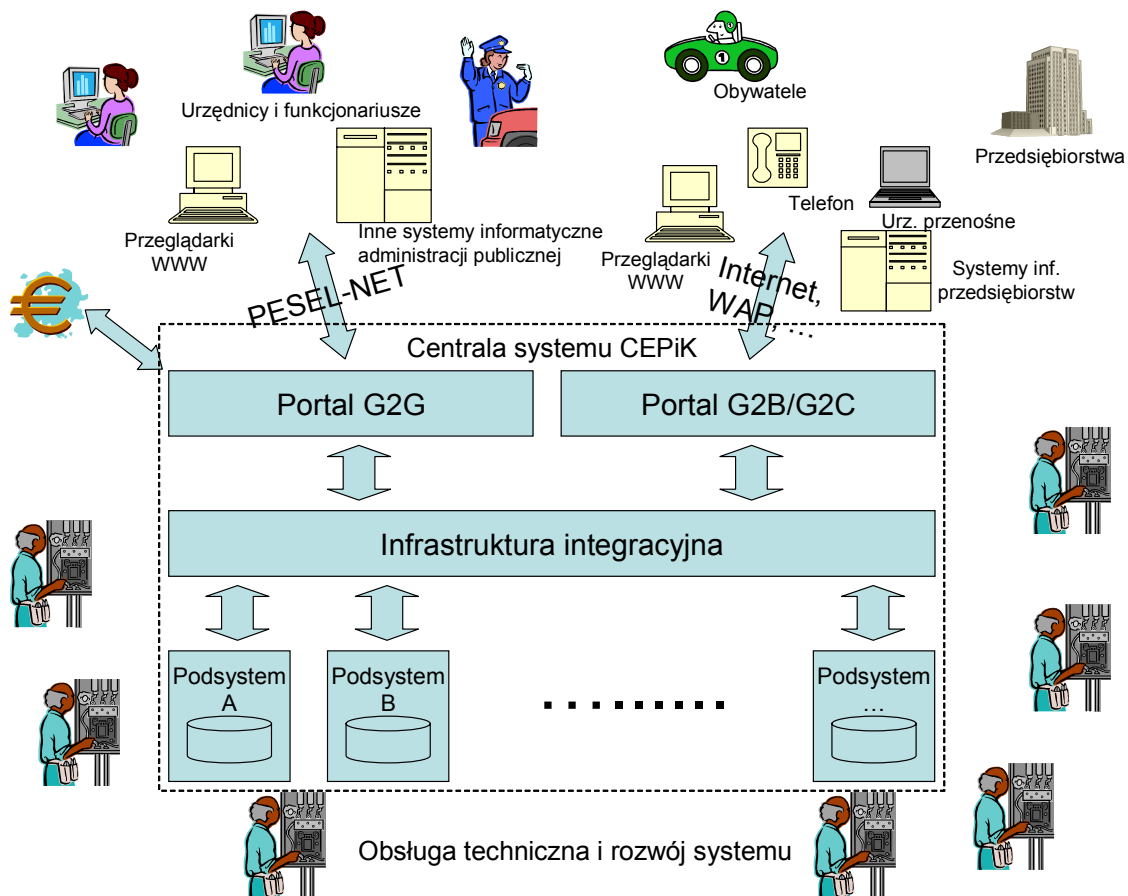 Urzędnicy i funkcjonariusze
Obywatele
1
Przedsiębiorstwa
Telefon
Urz. przenośne
Przeglądarki
WWW
Inne systemy informatyczne
administracji publicznej
Przeglądarki
WWW
Systemy inf.
przedsiębiorstw
PESEL-NET
Internet,
WAP, …
€
Centrala systemu CEPiK
Portal G2G
Portal G2B/G2C
Infrastruktura integracyjna
Podsystem
A
Podsystem
B
. . . . . . . . .
Podsystem
…
Obsługa techniczna i rozwój systemu